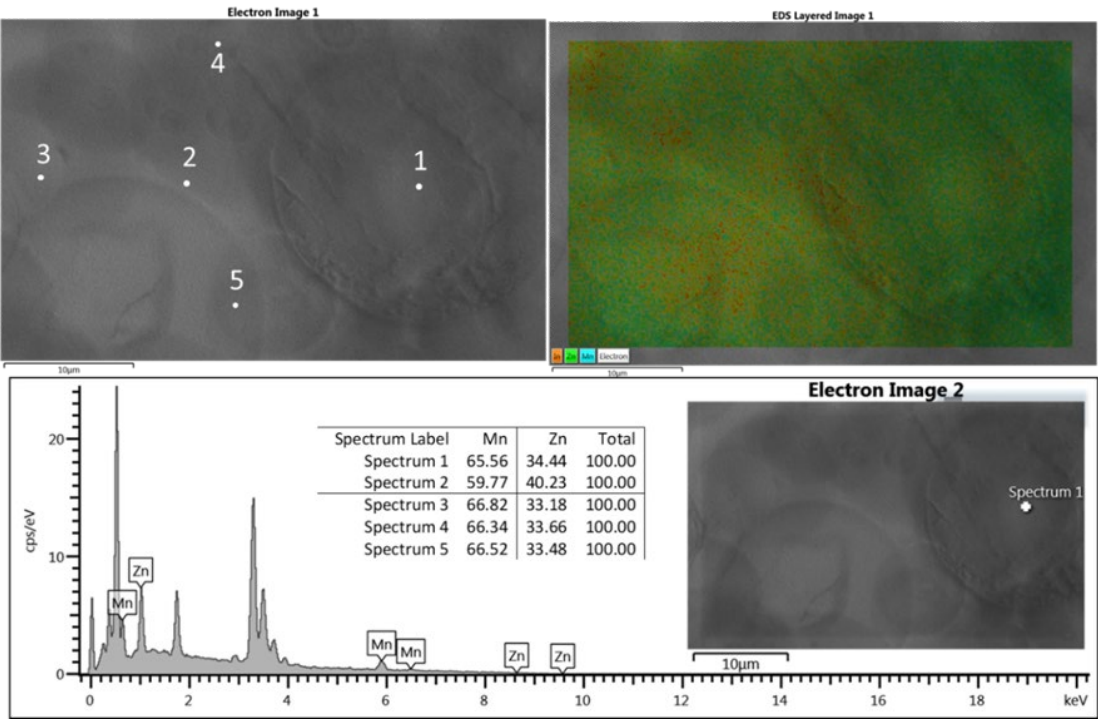 Electron Image 1
EDS Layered Image 1
4
3
2
1
5
10µm
In Zn Mn Electron
10µm
Electron Image 2
20
10
0
cps/eV
Mn
Zn
Mn
Mn
Zn
Zn
Spectrum Label Mn Zn Total
Spectrum 1 65.56 34.44 100.00
Spectrum 2 59.77 40.23 100.00
Spectrum 3 66.82 33.18 100.00
Spectrum 4 66.34 33.66 100.00
Spectrum 5 66.52 33.48 100.00
Spectrum 1
10µm
0 2 4 6 8 10 12 14 16 18 keV